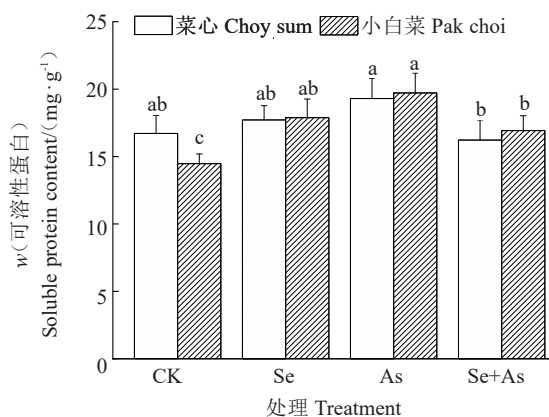 菜心 Choy sum 小白菜 Pak choi
w(可溶性蛋白)
Soluble protein content/(mg·g⁻¹)
25
20
15
10
5
0
ab
c
ab
ab
a
a
b
b
CK Se As Se+As
处理 Treatment